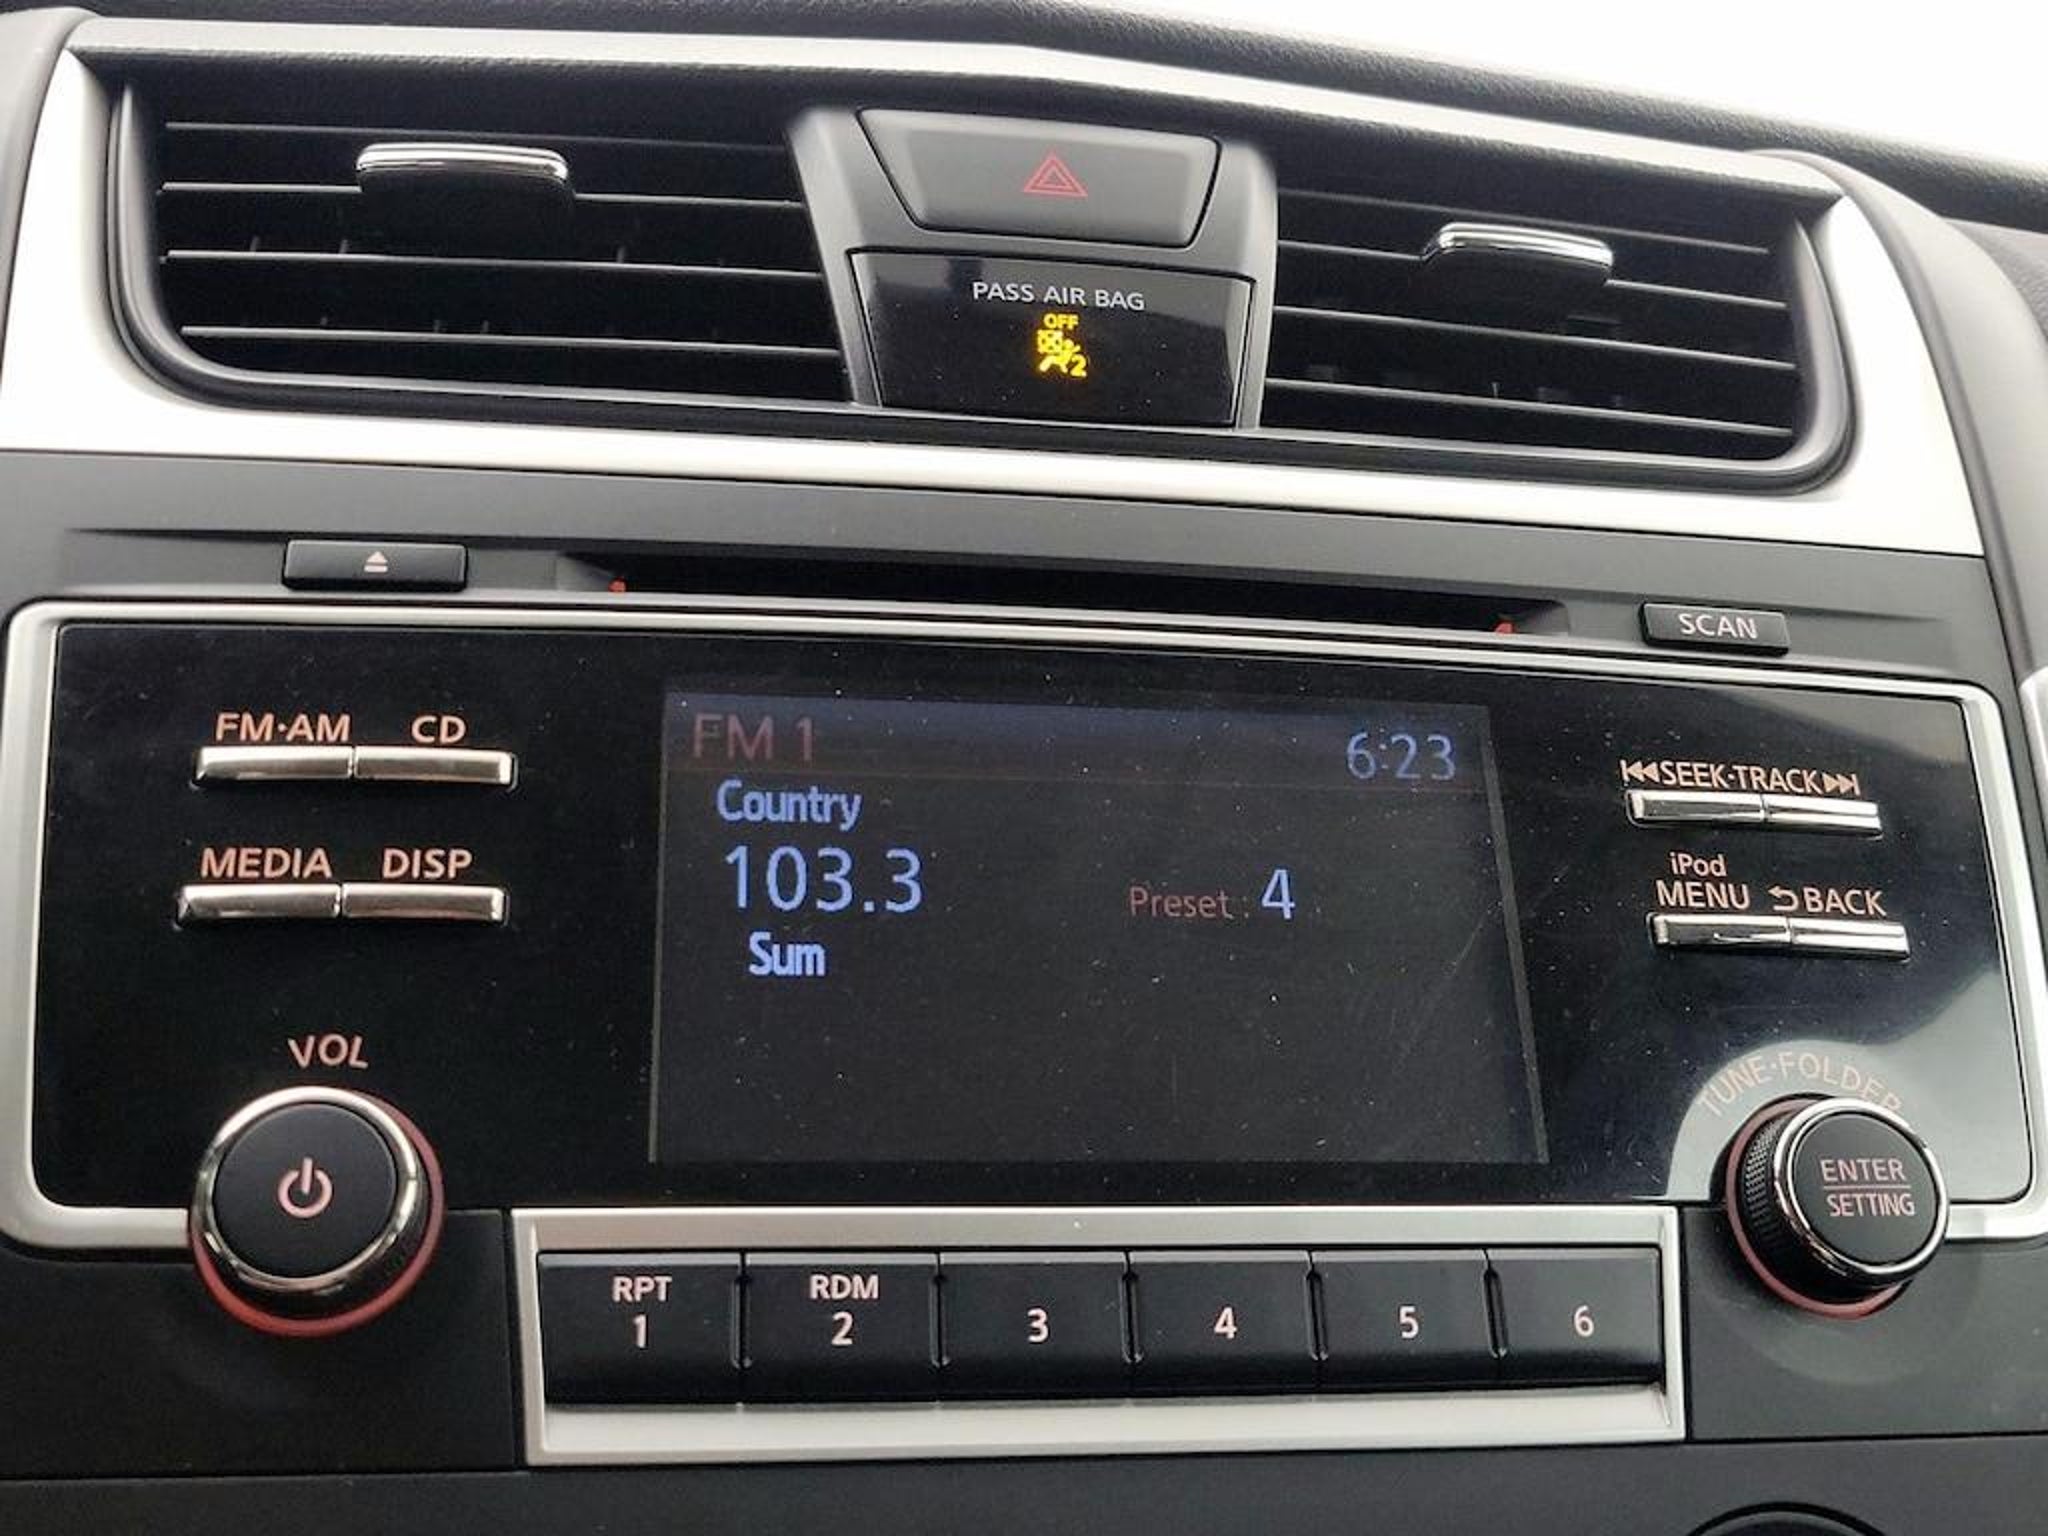 PASS AIR BAG
OFF
2
SCAN
FM·AM CD
MEDIA DISP
VOL
FM 1 6:23
Country
103.3 Preset : 4
Sum
SEEK·TRACK
iPod
MENU BACK
TUNE·FOLDER
ENTER
SETTING
RPT RDM
1 2 3 4 5 6